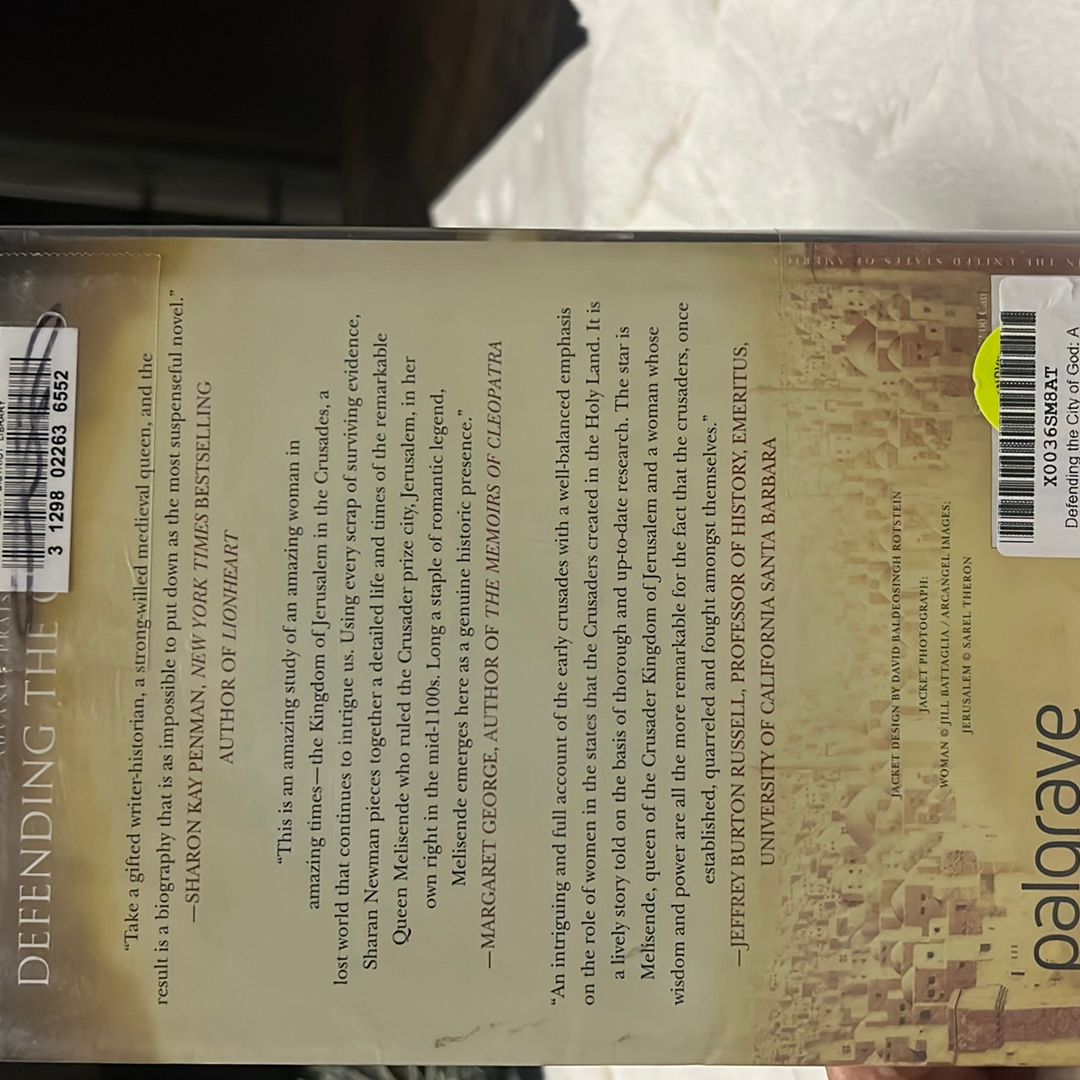 DEFENDING THE
3 1298 02263 6552
"Take a gifted writer-historian, a strong-willed medieval queen, and the
result is a biography that is as impossible to put down as the most suspenseful novel."
—SHARON KAY PENMAN, NEW YORK TIMES BESTSELLING
AUTHOR OF LIONHEART
"This is an amazing study of an amazing woman in
amazing times—the Kingdom of Jerusalem in the Crusades, a
lost world that continues to intrigue us. Using every scrap of surviving evidence,
Sharan Newman pieces together a detailed life and times of the remarkable
Queen Melisende who ruled the Crusader prize city, Jerusalem, in her
own right in the mid-1100s. Long a staple of romantic legend,
Melisende emerges here as a genuine historic presence."
—MARGARET GEORGE, AUTHOR OF THE MEMOIRS OF CLEOPATRA
"An intriguing and full account of the early crusades with a well-balanced emphasis
on the role of women in the states that the Crusaders created in the Holy Land. It is
a lively story told on the basis of thorough and up-to-date research. The star is
Melisende, queen of the Crusader Kingdom of Jerusalem and a woman whose
wisdom and power are all the more remarkable for the fact that the crusaders, once
established, quarreled and fought amongst themselves."
—JEFFREY BURTON RUSSELL, PROFESSOR OF HISTORY, EMERITUS,
UNIVERSITY OF CALIFORNIA SANTA BARBARA
JACKET DESIGN BY DAVID BALDEOSINGH ROTSTEIN
JACKET PHOTOGRAPH:
WOMAN © JILL BATTAGLIA / ARCANGEL IMAGES;
JERUSALEM © SAREL THERON
IN THE UNITED STATES OF AMERICA
X0036SM8AT
Defending the City of God: A
palgrave